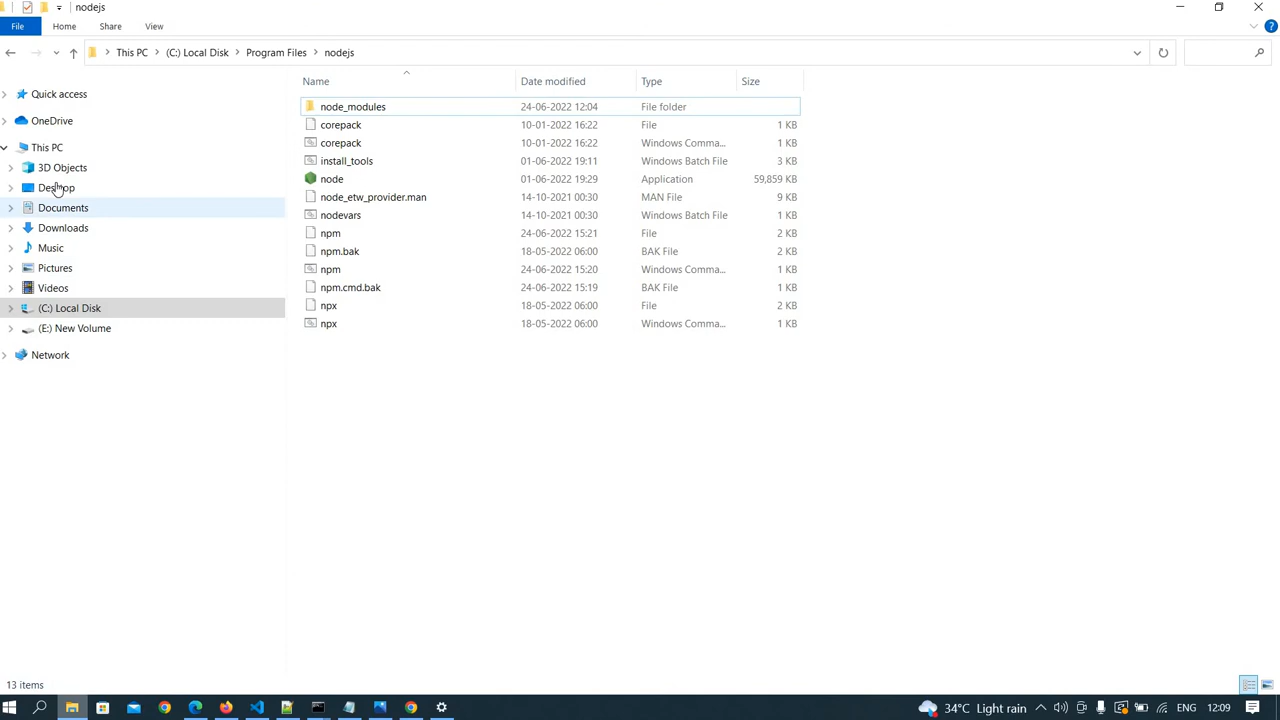 nodejs
File Home Share View
This PC (C:) Local Disk Program Files nodejs
Name Date modified Type Size
Quick access
OneDrive
This PC
3D Objects
Desktop
Documents
Downloads
Music
Pictures
Videos
(C:) Local Disk
(E:) New Volume
Network
node_modules 24-06-2022 12:04 File folder
corepack 10-01-2022 16:22 File 1 KB
corepack 10-01-2022 16:22 Windows Comma... 1 KB
install_tools 01-06-2022 19:11 Windows Batch File 3 KB
node 01-06-2022 19:29 Application 59,859 KB
node_etw_provider.man 14-10-2021 00:30 MAN File 9 KB
nodevars 14-10-2021 00:30 Windows Batch File 1 KB
npm 24-06-2022 15:21 File 2 KB
npm.bak 18-05-2022 06:00 BAK File 2 KB
npm 24-06-2022 15:20 Windows Comma... 1 KB
npm.cmd.bak 24-06-2022 15:19 BAK File 1 KB
npx 18-05-2022 06:00 File 2 KB
npx 18-05-2022 06:00 Windows Comma... 1 KB
13 items
34°C Light rain ENG 12:09